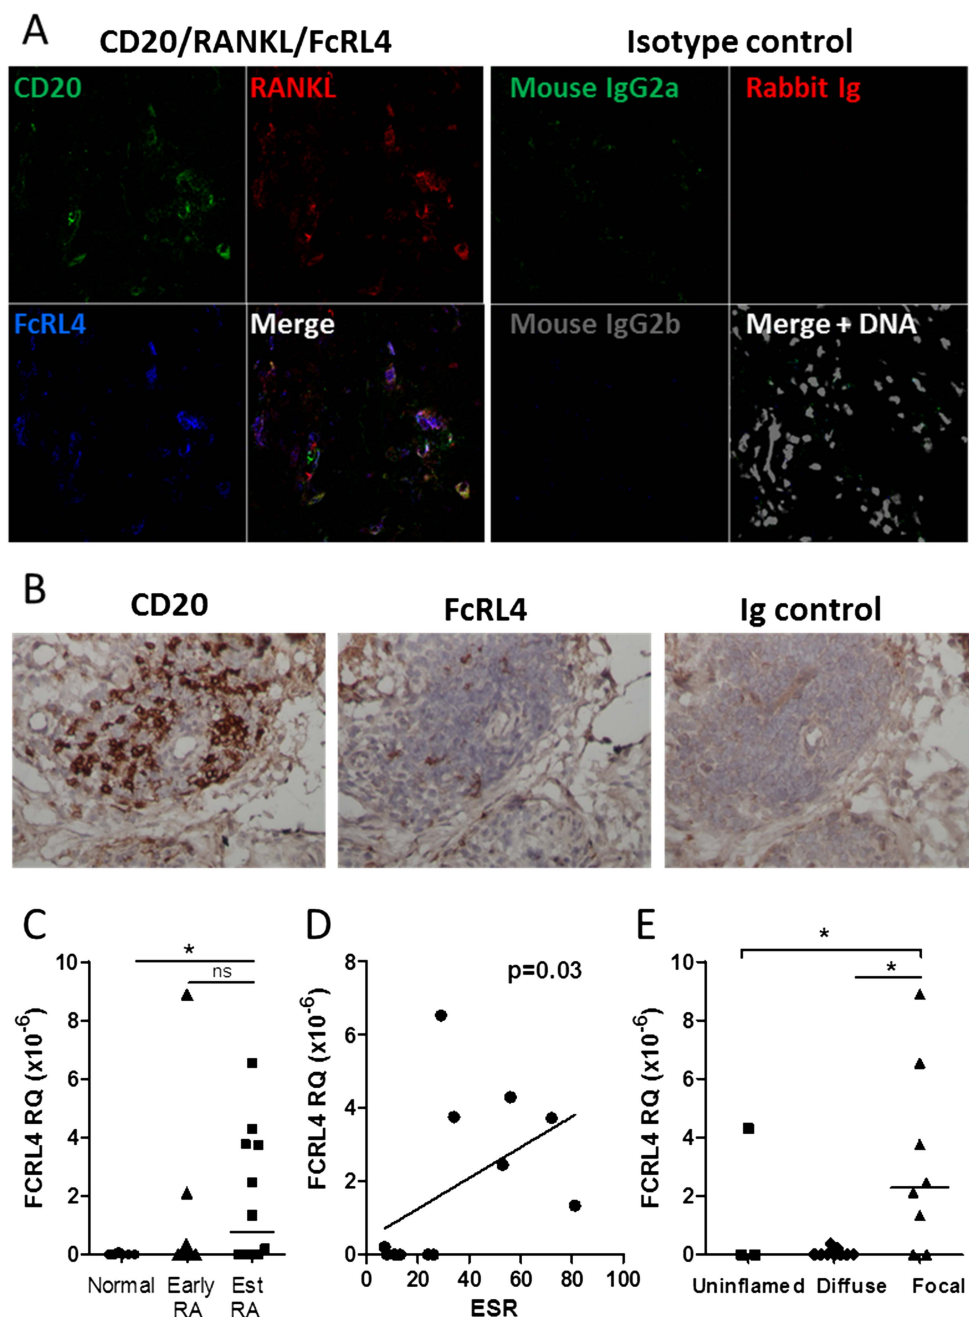 A
CD20/RANKL/FcRL4
Isotype control
CD20
RANKL
Mouse IgG2a
Rabbit Ig
FcRL4
Merge
Mouse IgG2b
Merge + DNA
B
CD20
FcRL4
Ig control
C
FCRL4 RQ (x10-6)
10
8
6
4
2
0
*
ns
Normal
Early RA
Est RA
D
FCRL4 RQ (x10-6)
8
6
4
2
0
p=0.03
0 20 40 60 80 100
ESR
E
FCRL4 RQ (x10-6)
10
8
6
4
2
0
*
*
Uninflamed Diffuse Focal